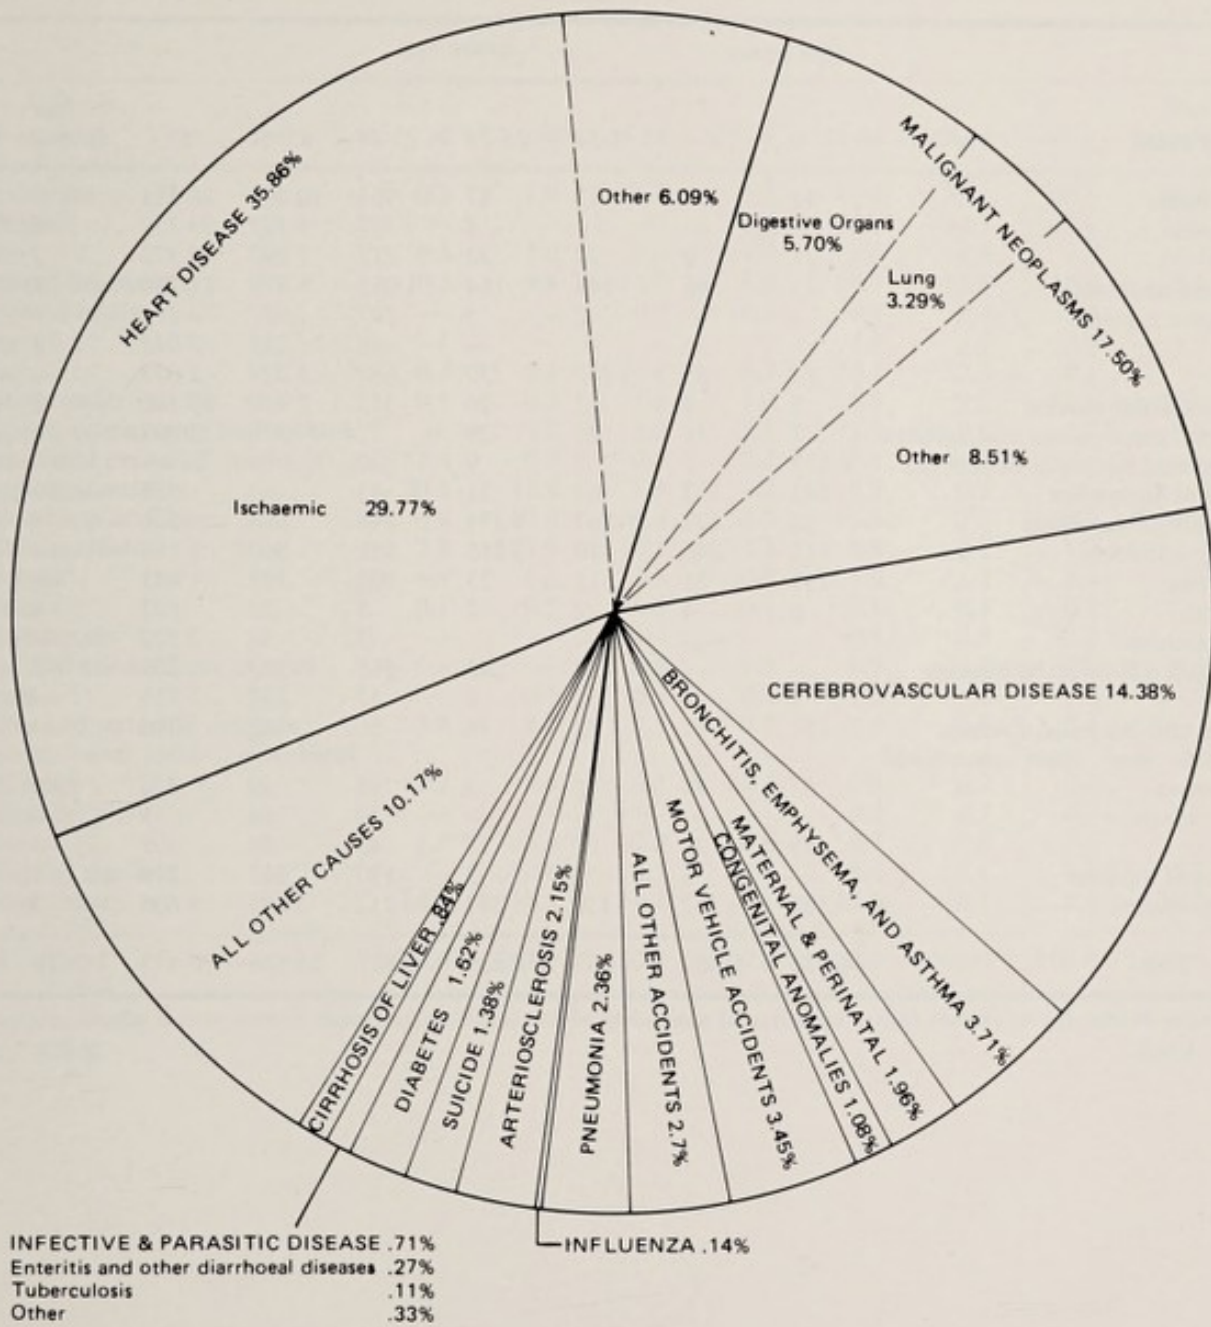 HEART DISEASE 35.86%
Other 6.09%
Ischaemic 29.77%
MALIGNANT NEOPLASMS 17.50%
Digestive Organs
5.70%
Lung
3.29%
Other 8.51%
CEREBROVASCULAR DISEASE 14.38%
BRONCHITIS, EMPHYSEMA, AND ASTHMA 3.71%
MATERNAL & PERINATAL 1.96%
CONGENITAL ANOMALIES 1.08%
MOTOR VEHICLE ACCIDENTS 3.45%
ALL OTHER ACCIDENTS 2.7%
PNEUMONIA 2.36%
INFLUENZA .14%
ARTERIOSCLEROSIS 2.15%
SUICIDE 1.38%
DIABETES 1.62%
INFECTIVE & PARASITIC DISEASE .71%
Enteritis and other diarrhoeal diseases .27%
Tuberculosis .11%
Other .33%
CIRRHOSIS OF LIVER .84%
ALL OTHER CAUSES 10.17%